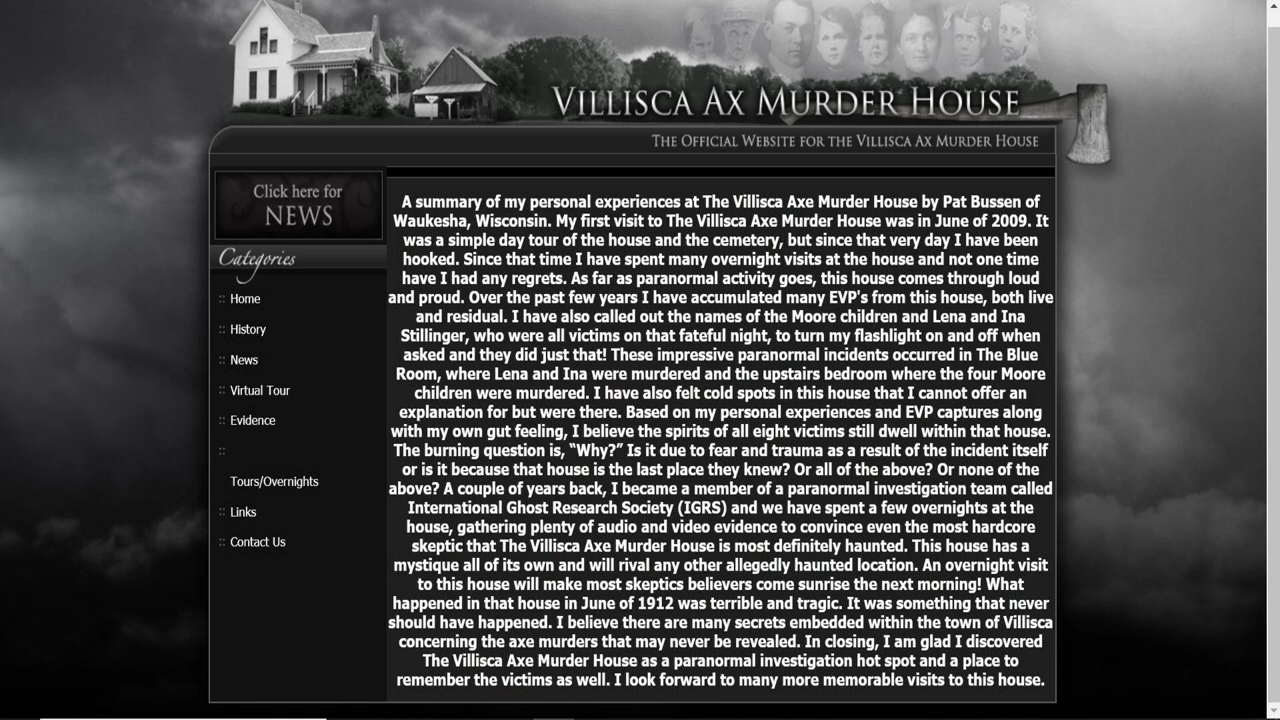 VILLISCA AX MURDER HOUSE
THE OFFICIAL WEBSITE FOR THE VILLISCA AX MURDER HOUSE
Click here for
NEWS
Categories
:: Home
:: History
:: News
:: Virtual Tour
:: Evidence
::
Tours/Overnights
:: Links
:: Contact Us
A summary of my personal experiences at The Villisca Axe Murder House by Pat Bussen of
Waukesha, Wisconsin. My first visit to The Villisca Axe Murder House was in June of 2009. It
was a simple day tour of the house and the cemetery, but since that very day I have been
hooked. Since that time I have spent many overnight visits at the house and not one time
have I had any regrets. As far as paranormal activity goes, this house comes through loud
and proud. Over the past few years I have accumulated many EVP's from this house, both live
and residual. I have also called out the names of the Moore children and Lena and Ina
Stillinger, who were all victims on that fateful night, to turn my flashlight on and off when
asked and they did just that! These impressive paranormal incidents occurred in The Blue
Room, where Lena and Ina were murdered and the upstairs bedroom where the four Moore
children were murdered. I have also felt cold spots in this house that I cannot offer an
explanation for but were there. Based on my personal experiences and EVP captures along
with my own gut feeling, I believe the spirits of all eight victims still dwell within that house.
The burning question is, “Why?” Is it due to fear and trauma as a result of the incident itself
or is it because that house is the last place they knew? Or all of the above? Or none of the
above? A couple of years back, I became a member of a paranormal investigation team called
International Ghost Research Society (IGRS) and we have spent a few overnights at the
house, gathering plenty of audio and video evidence to convince even the most hardcore
skeptic that The Villisca Axe Murder House is most definitely haunted. This house has a
mystique all of its own and will rival any other allegedly haunted location. An overnight visit
to this house will make most skeptics believers come sunrise the next morning! What
happened in that house in June of 1912 was terrible and tragic. It was something that never
should have happened. I believe there are many secrets embedded within the town of Villisca
concerning the axe murders that may never be revealed. In closing, I am glad I discovered
The Villisca Axe Murder House as a paranormal investigation hot spot and a place to
remember the victims as well. I look forward to many more memorable visits to this house.